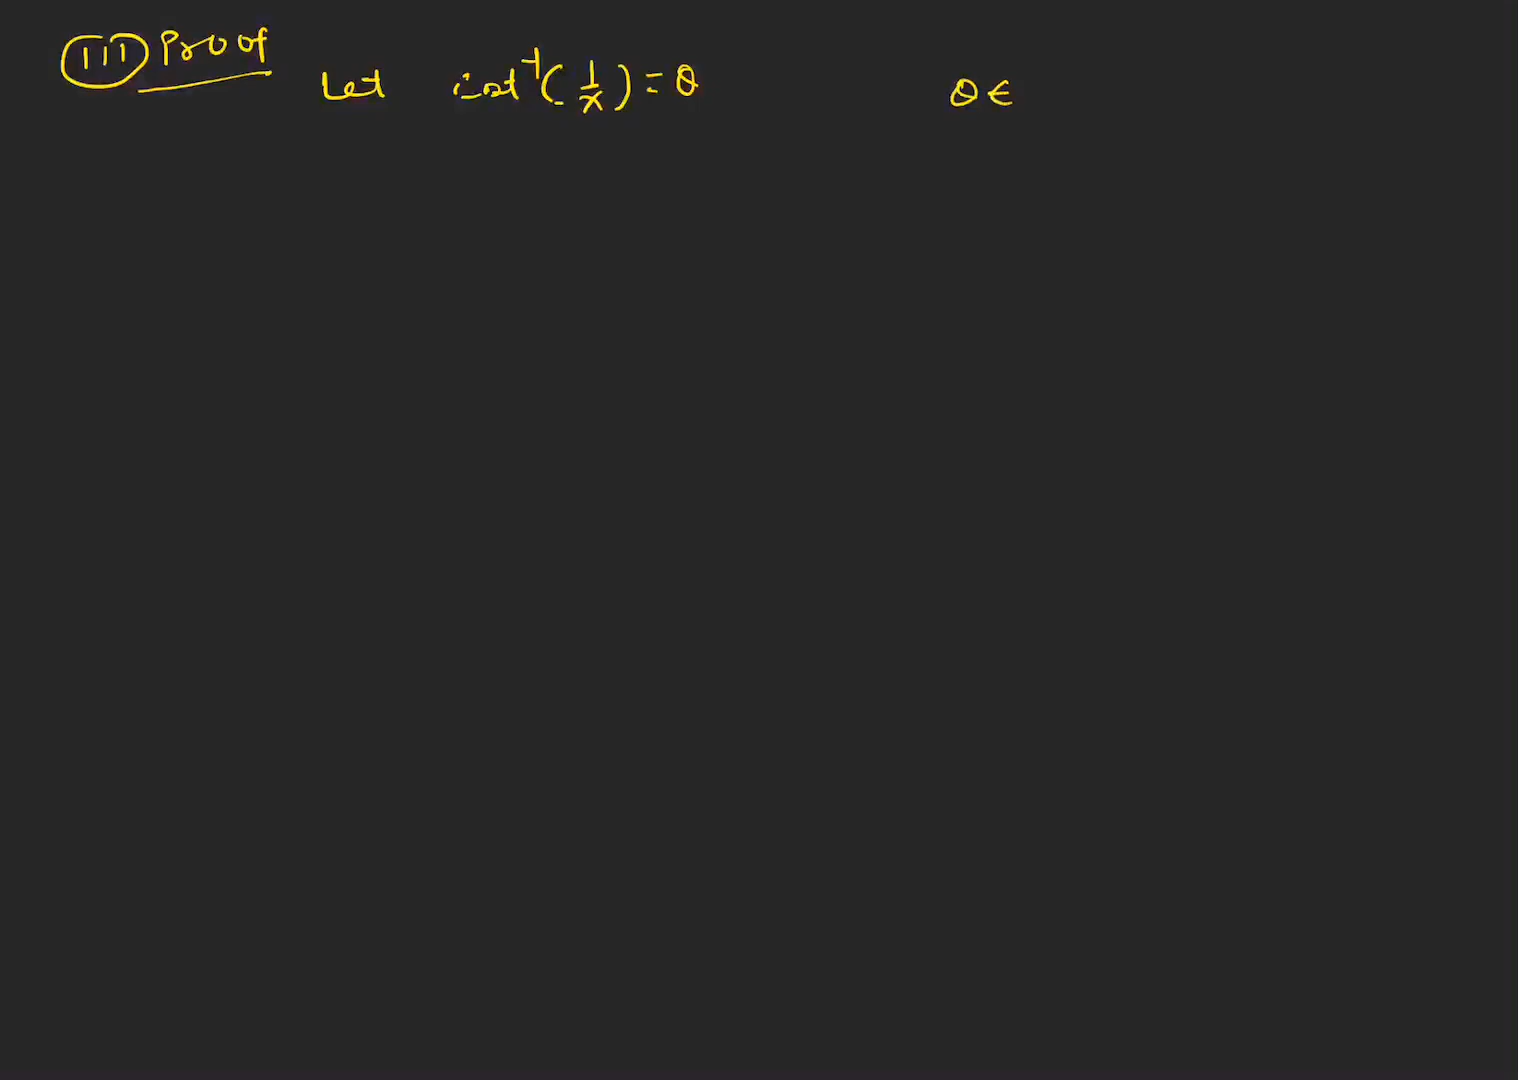 (iii) Proof
Let cot⁻¹(1/x) = θ θ ∈